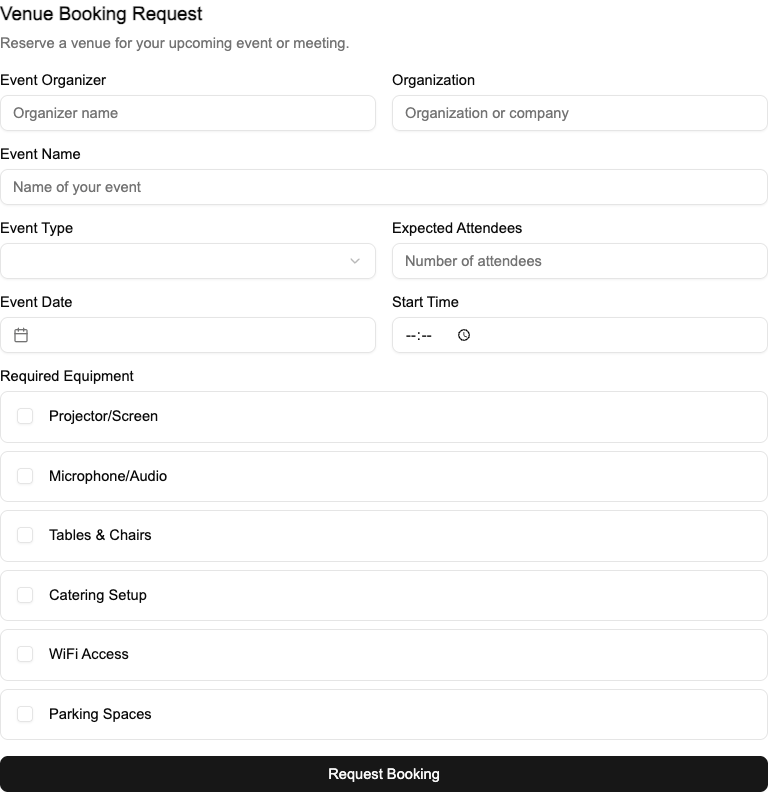 Venue Booking Request
Reserve a venue for your upcoming event or meeting.
Event Organizer
Organizer name
Organization
Organization or company
Event Name
Name of your event
Event Type
Expected Attendees
Number of attendees
Event Date
Start Time
--:--
Required Equipment
Projector/Screen
Microphone/Audio
Tables & Chairs
Catering Setup
WiFi Access
Parking Spaces
Request Booking